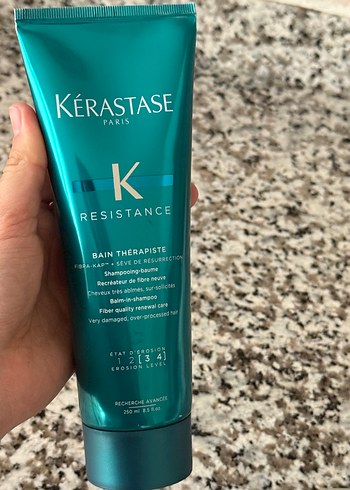 KÉRASTASE
PARIS
K
RESISTANCE
BAIN THÉRAPISTE
FIBRA-KAP™ + SÈVE DE RÉSURRECTION
Shampooing-baume
Recréateur de fibre neuve
Cheveux très abîmés, sur-sollicités
Balm-in-shampoo
Fiber quality renewal care
Very damaged, over-processed hair
ÉTAT D'ÉROSION
1 2 [3 4]
EROSION LEVEL
RECHERCHE AVANCÉE
250 ml 8.5 fl.oz